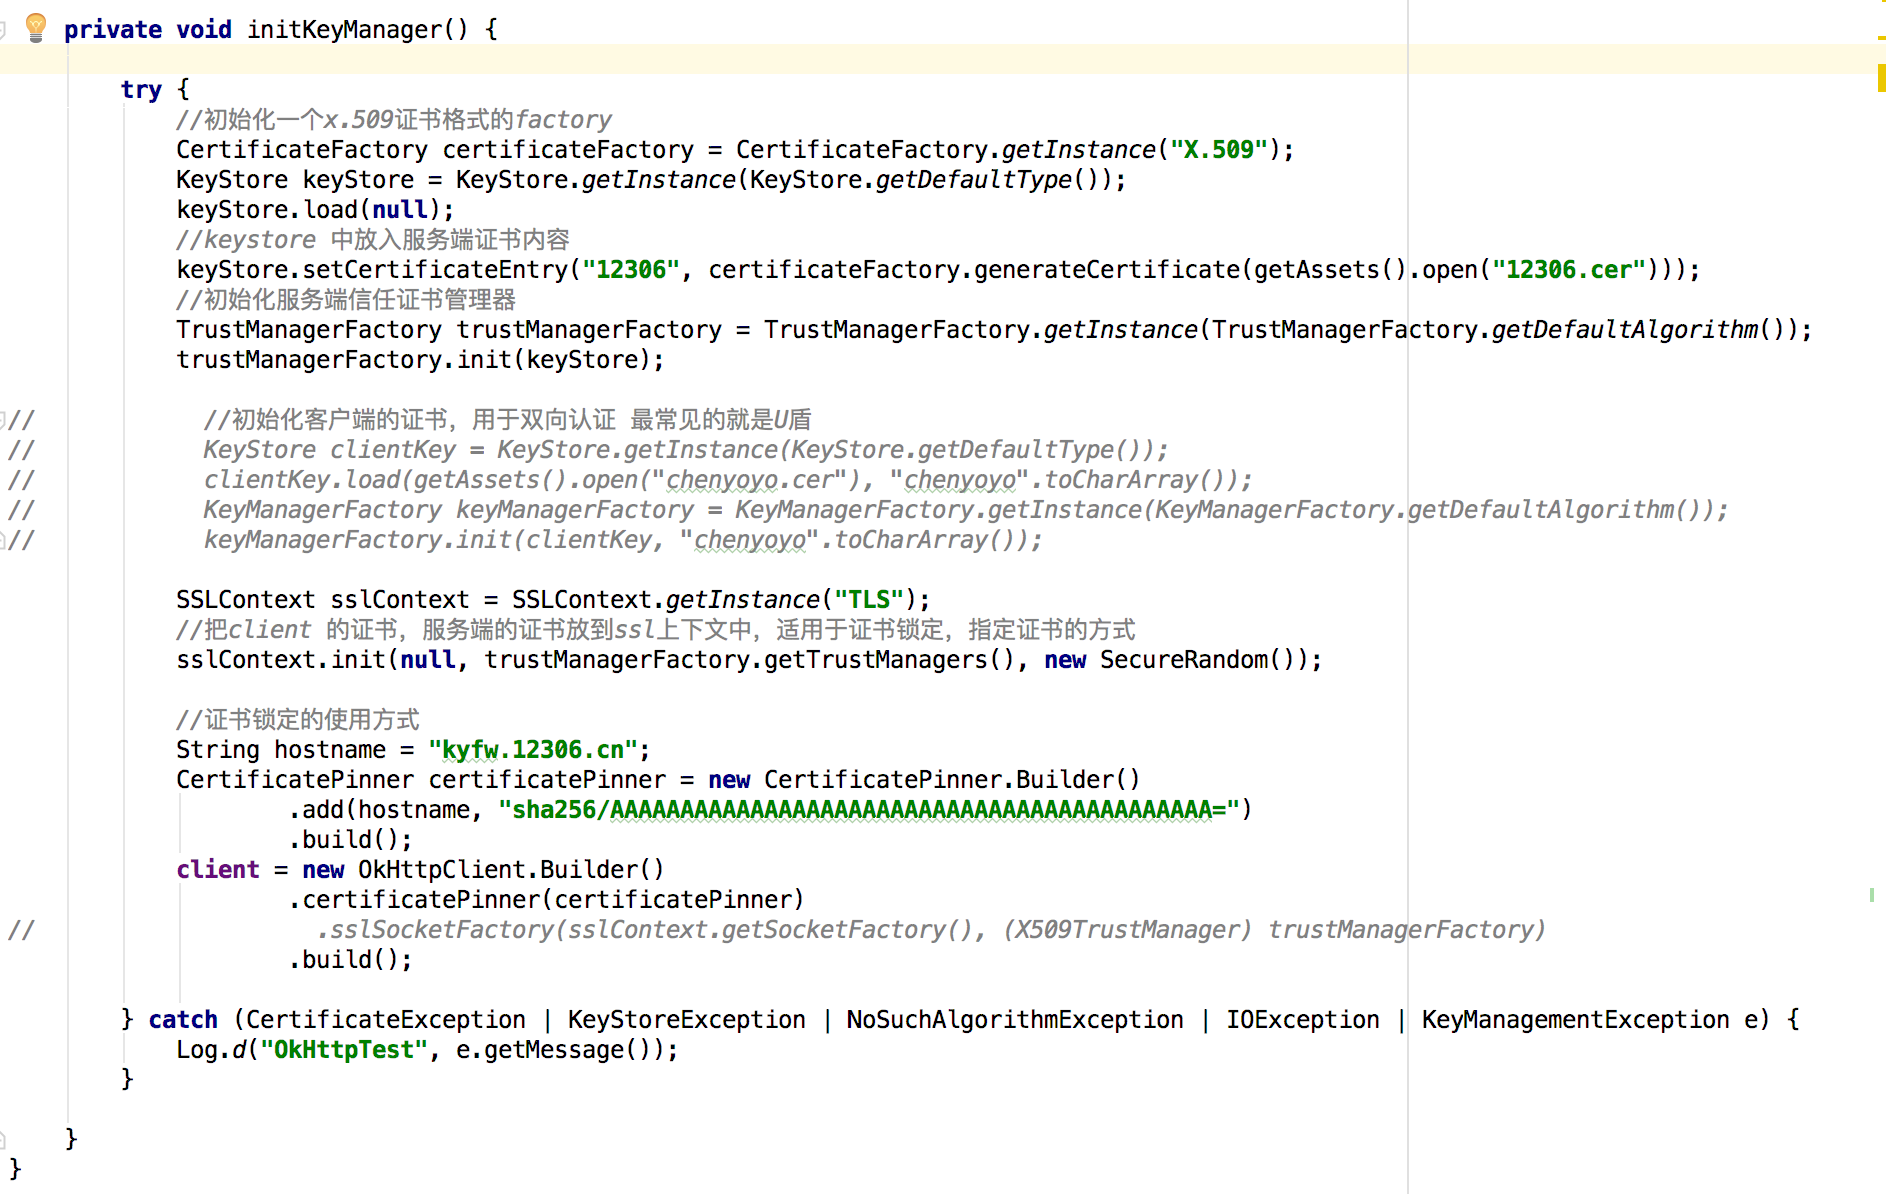 private void initKeyManager() {
try {
//初始化一个x.509证书格式的factory
CertificateFactory certificateFactory = CertificateFactory.getInstance("X.509");
KeyStore keyStore = KeyStore.getInstance(KeyStore.getDefaultType());
keyStore.load(null);
//keystore 中放入服务端证书内容
keyStore.setCertificateEntry("12306", certificateFactory.generateCertificate(getAssets().open("12306.cer")));
//初始化服务端信任证书管理器
TrustManagerFactory trustManagerFactory = TrustManagerFactory.getInstance(TrustManagerFactory.getDefaultAlgorithm());
trustManagerFactory.init(keyStore);
// //初始化客户端的证书，用于双向认证 最常见的就是U盾
// KeyStore clientKey = KeyStore.getInstance(KeyStore.getDefaultType());
// clientKey.load(getAssets().open("chenyoyo.cer"), "chenyoyo".toCharArray());
// KeyManagerFactory keyManagerFactory = KeyManagerFactory.getInstance(KeyManagerFactory.getDefaultAlgorithm());
// keyManagerFactory.init(clientKey, "chenyoyo".toCharArray());
SSLContext sslContext = SSLContext.getInstance("TLS");
//把client 的证书，服务端的证书放到ssl上下文中，适用于证书锁定，指定证书的方式
sslContext.init(null, trustManagerFactory.getTrustManagers(), new SecureRandom());
//证书锁定的使用方式
String hostname = "kyfw.12306.cn";
CertificatePinner certificatePinner = new CertificatePinner.Builder()
.add(hostname, "sha256/AAAAAAAAAAAAAAAAAAAAAAAAAAAAAAAAAAAAAAAAAAA=")
.build();
client = new OkHttpClient.Builder()
.certificatePinner(certificatePinner)
// .sslSocketFactory(sslContext.getSocketFactory(), (X509TrustManager) trustManagerFactory)
.build();
} catch (CertificateException | KeyStoreException | NoSuchAlgorithmException | IOException | KeyManagementException e) {
Log.d("OkHttpTest", e.getMessage());
}
}
}